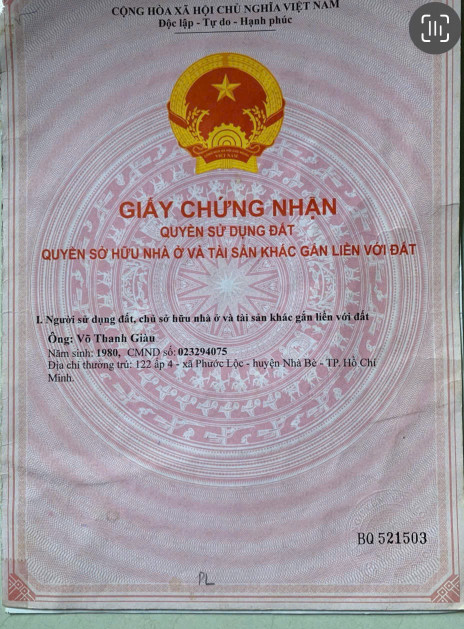 CỘNG HÒA XÃ HỘI CHỦ NGHĨA VIỆT NAM
Độc lập - Tự do - Hạnh phúc
VIỆT NAM
GIẤY CHỨNG NHẬN
QUYỀN SỬ DỤNG ĐẤT
QUYỀN SỞ HỮU NHÀ Ở VÀ TÀI SẢN KHÁC GẮN LIỀN VỚI ĐẤT
I. Người sử dụng đất, chủ sở hữu nhà ở và tài sản khác gắn liền với đất
Ông: Võ Thanh Giàu
Năm sinh: 1980, CMND số: 023294075
Địa chỉ thường trú: 122 ấp 4 - xã Phước Lộc - huyện Nhà Bè - TP. Hồ Chí
Minh.
BQ 521503
PL